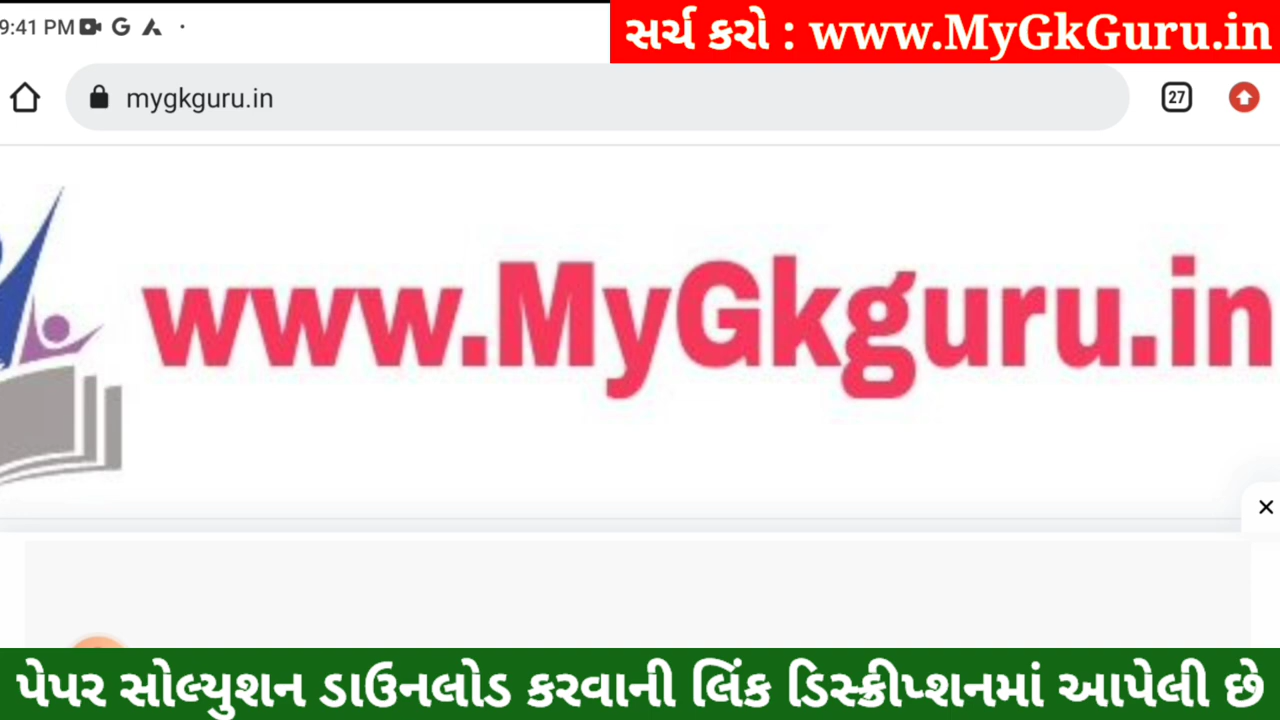 9:41 PM
સર્ચ કરો : www.MyGkGuru.in
mygkguru.in
27
www.MyGkguru.in
પેપર સોલ્યુશન ડાઉનલોડ કરવાની લિંક ડિસ્ક્રીપ્શનમાં આપેલી છે